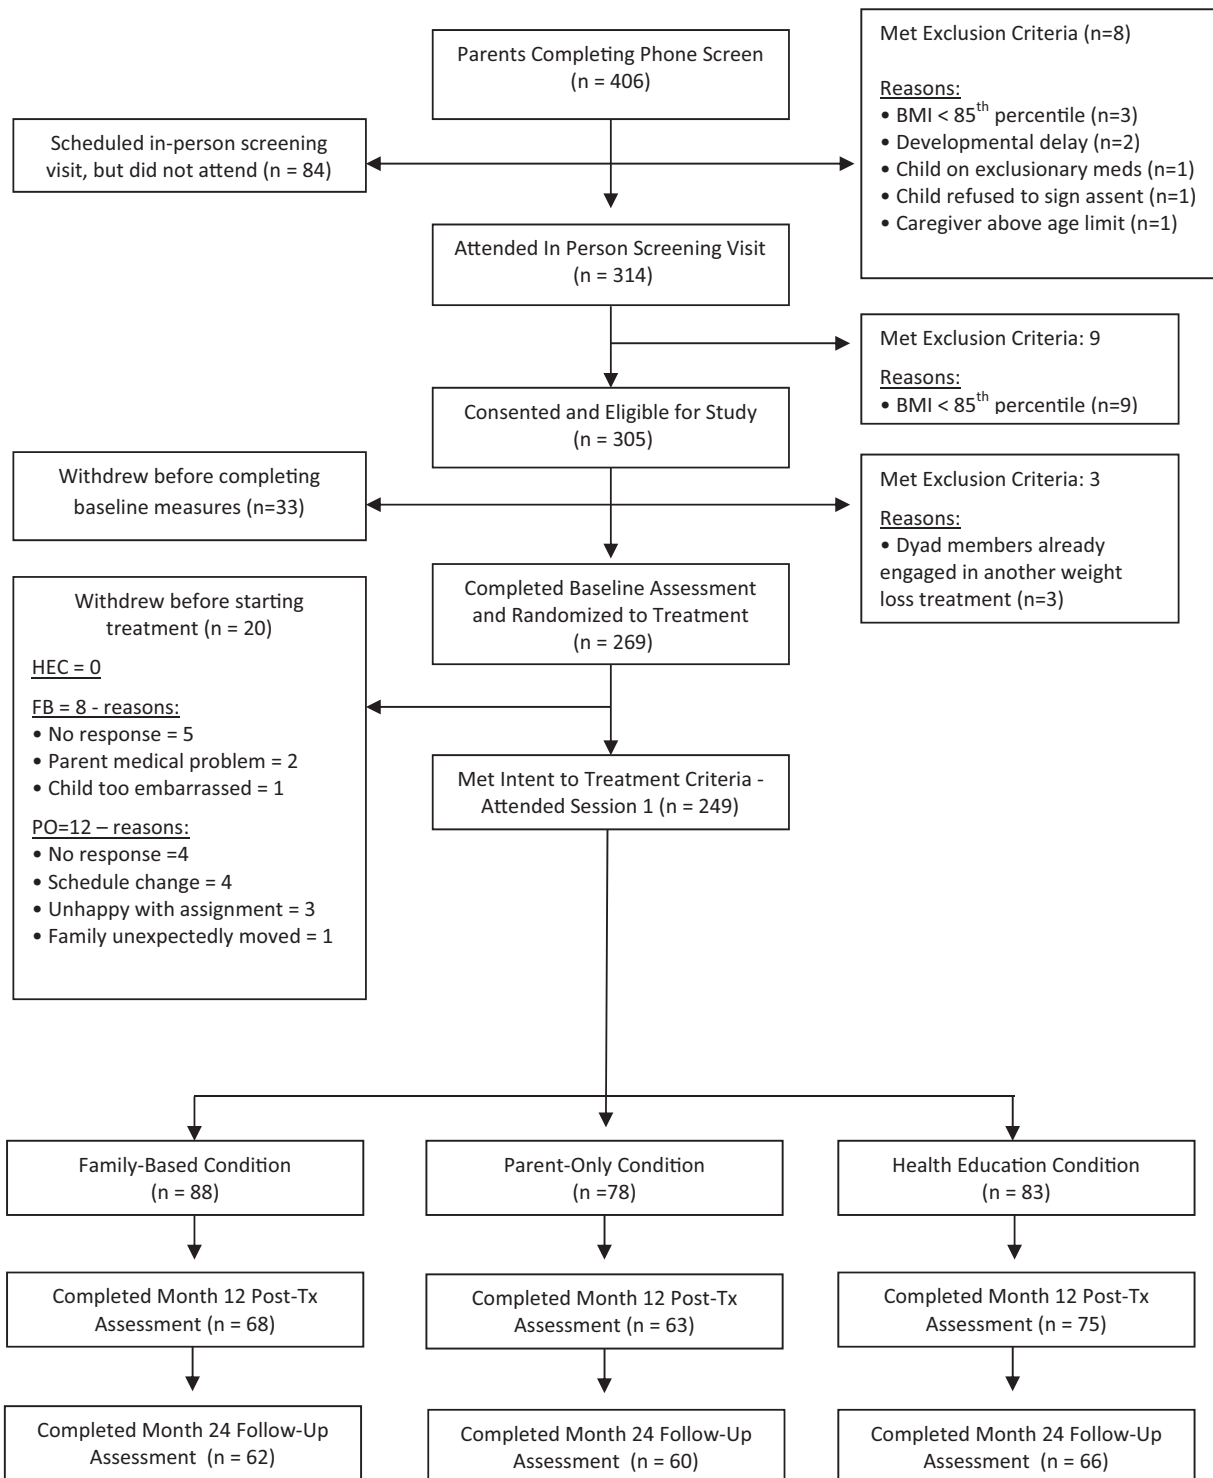 Parents Completing Phone Screen
(n = 406)
Met Exclusion Criteria (n=8)
Reasons:
• BMI < 85th percentile (n=3)
• Developmental delay (n=2)
• Child on exclusionary meds (n=1)
• Child refused to sign assent (n=1)
• Caregiver above age limit (n=1)
Scheduled in-person screening
visit, but did not attend (n = 84)
Attended In Person Screening Visit
(n = 314)
Met Exclusion Criteria: 9
Reasons:
• BMI < 85th percentile (n=9)
Consented and Eligible for Study
(n = 305)
Withdrew before completing
baseline measures (n=33)
Met Exclusion Criteria: 3
Reasons:
• Dyad members already
engaged in another weight
loss treatment (n=3)
Completed Baseline Assessment
and Randomized to Treatment
(n = 269)
Withdrew before starting
treatment (n = 20)
HEC = 0
FB = 8 - reasons:
• No response = 5
• Parent medical problem = 2
• Child too embarrassed = 1
PO=12 – reasons:
• No response =4
• Schedule change = 4
• Unhappy with assignment = 3
• Family unexpectedly moved = 1
Met Intent to Treatment Criteria -
Attended Session 1 (n = 249)
Family-Based Condition
(n = 88)
Parent-Only Condition
(n =78)
Health Education Condition
(n = 83)
Completed Month 12 Post-Tx
Assessment (n = 68)
Completed Month 12 Post-Tx
Assessment (n = 63)
Completed Month 12 Post-Tx
Assessment (n = 75)
Completed Month 24 Follow-Up
Assessment (n = 62)
Completed Month 24 Follow-Up
Assessment (n = 60)
Completed Month 24 Follow-Up
Assessment (n = 66)